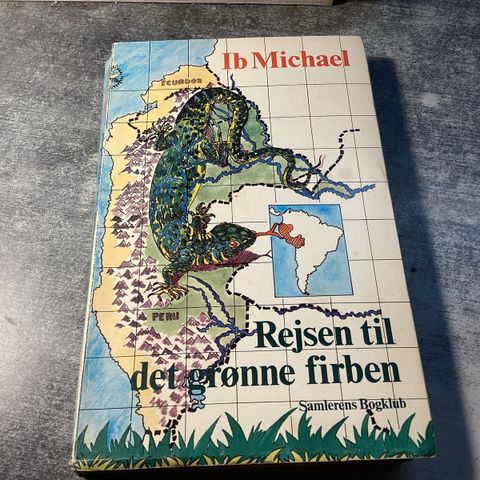 Ib Michael
ECUADOR
PERU
Rejsen til
det grønne firben
Samlerens Bogklub